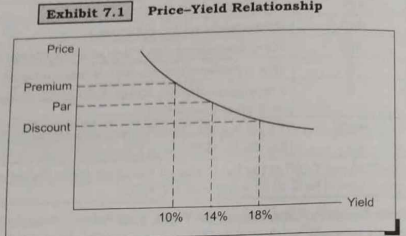 Exhibit 7.1 Price–Yield Relationship
Price
Premium
Par
Discount
Yield
10% 14% 18%